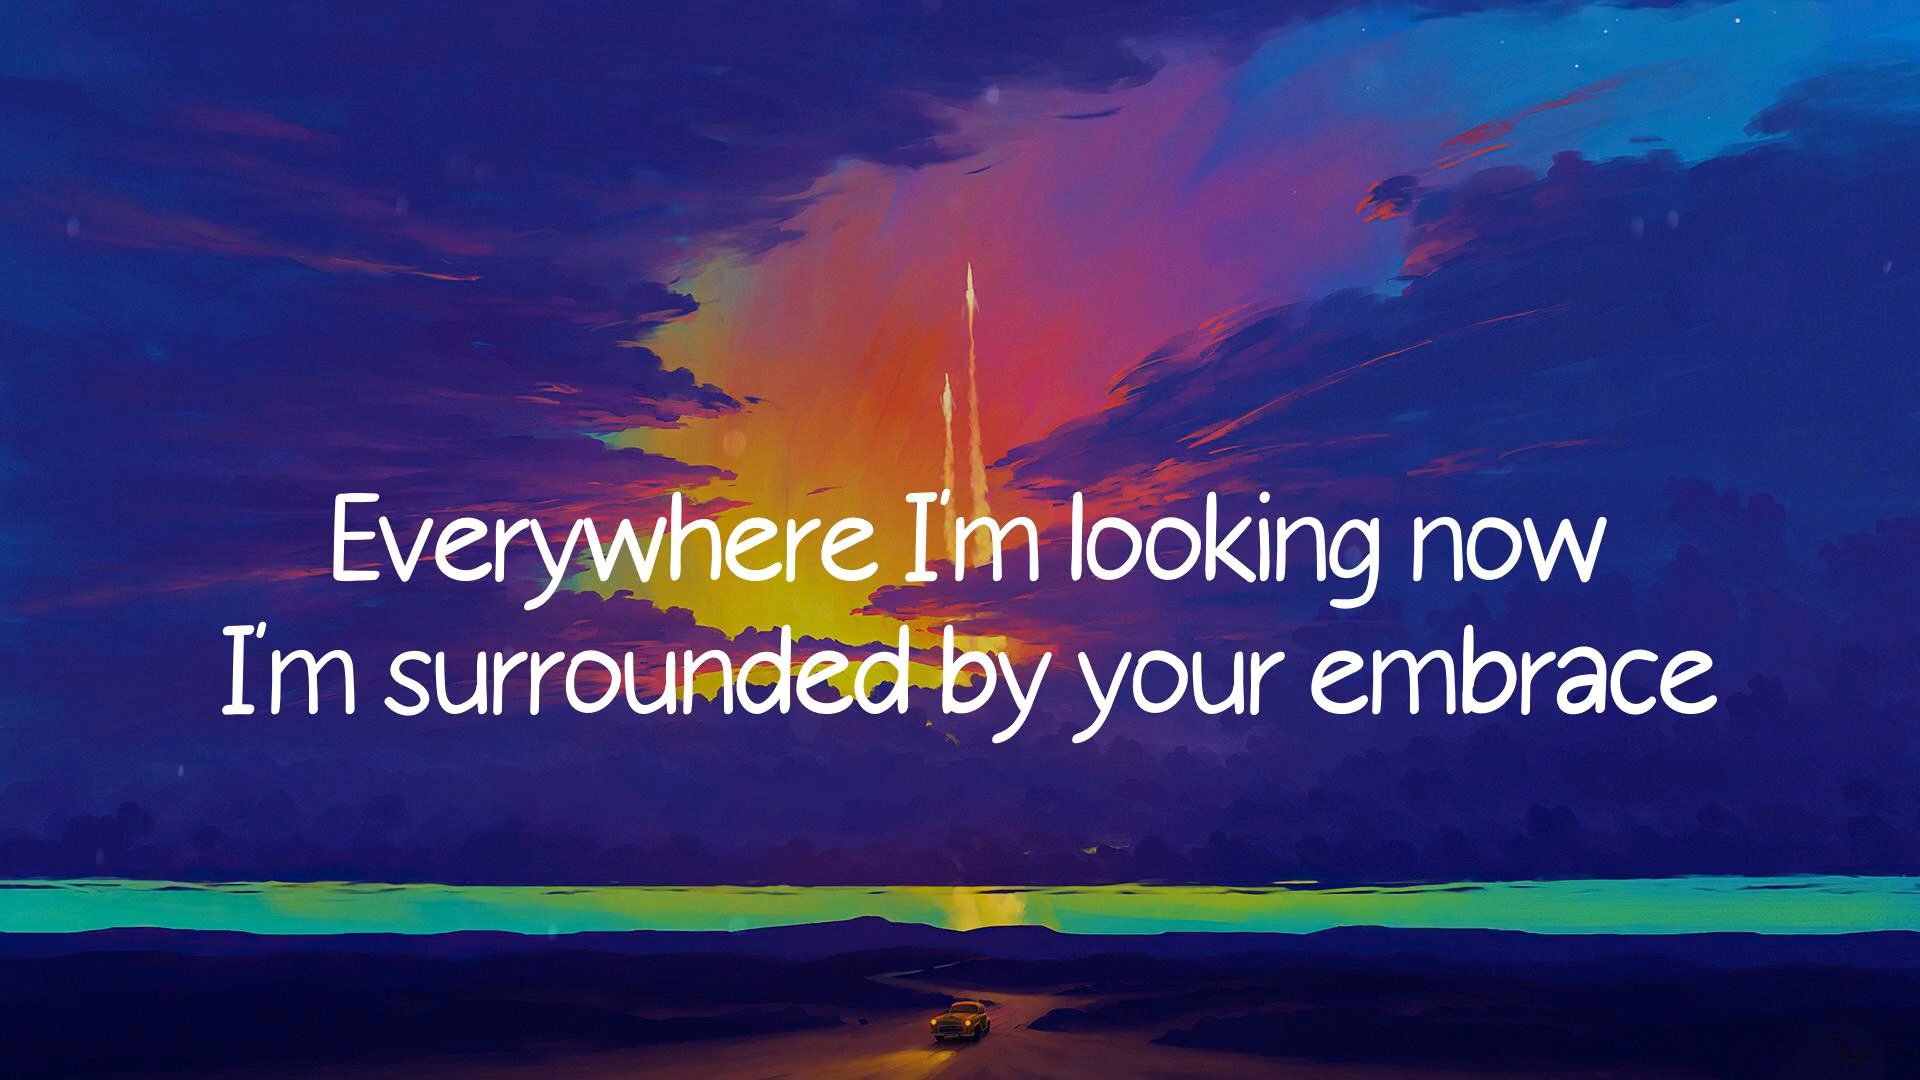 Everywhere I'm looking now
I'm surrounded by your embrace